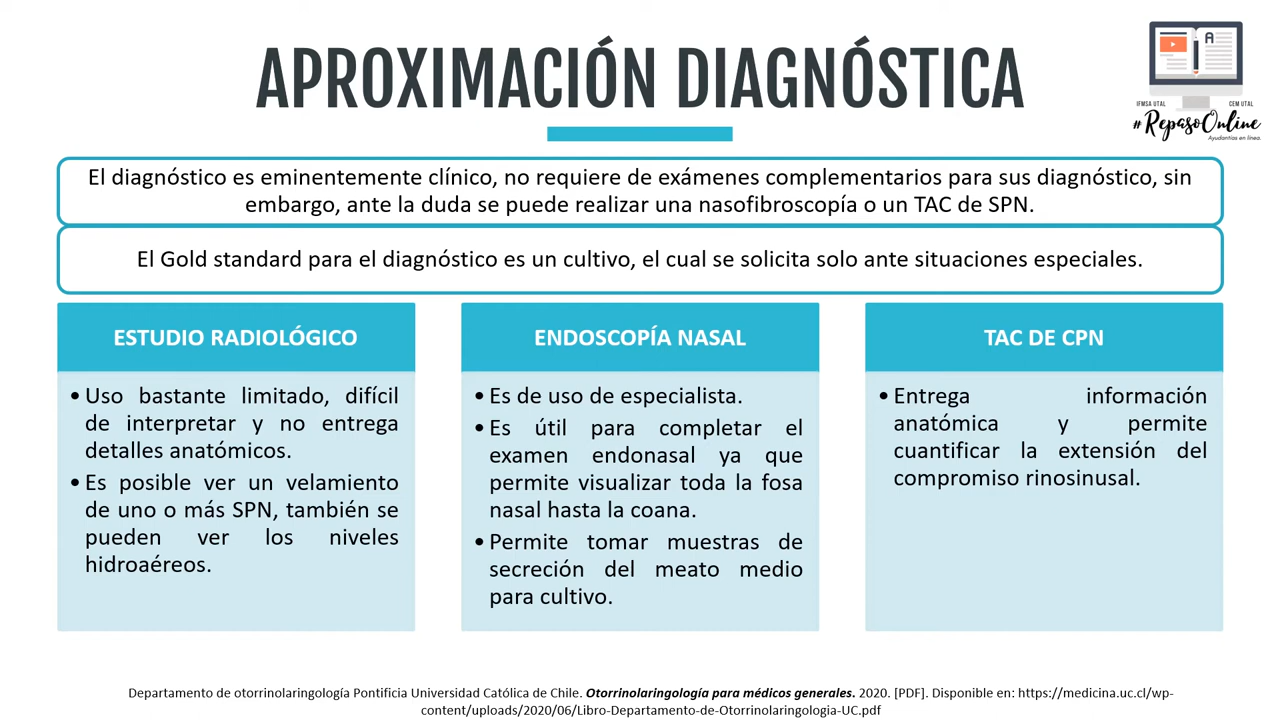 APROXIMACIÓN DIAGNÓSTICA
A
IFMSA UTAL
CEM UTAL
#RepasoOnline
Ayudantías en línea.
El diagnóstico es eminentemente clínico, no requiere de exámenes complementarios para sus diagnóstico, sin
embargo, ante la duda se puede realizar una nasofibroscopía o un TAC de SPN.
El Gold standard para el diagnóstico es un cultivo, el cual se solicita solo ante situaciones especiales.
ESTUDIO RADIOLÓGICO
• Uso bastante limitado, difícil
de interpretar y no entrega
detalles anatómicos.
• Es posible ver un velamiento
de uno o más SPN, también se
pueden ver los niveles
hidroaéreos.
ENDOSCOPÍA NASAL
• Es de uso de especialista.
• Es útil para completar el
examen endonasal ya que
permite visualizar toda la fosa
nasal hasta la coana.
• Permite tomar muestras de
secreción del meato medio
para cultivo.
TAC DE CPN
• Entrega información
anatómica y permite
cuantificar la extensión del
compromiso rinosinusal.
Departamento de otorrinolaringología Pontificia Universidad Católica de Chile. Otorrinolaringología para médicos generales. 2020. [PDF]. Disponible en: https://medicina.uc.cl/wp-
content/uploads/2020/06/Libro-Departamento-de-Otorrinolaringologia-UC.pdf